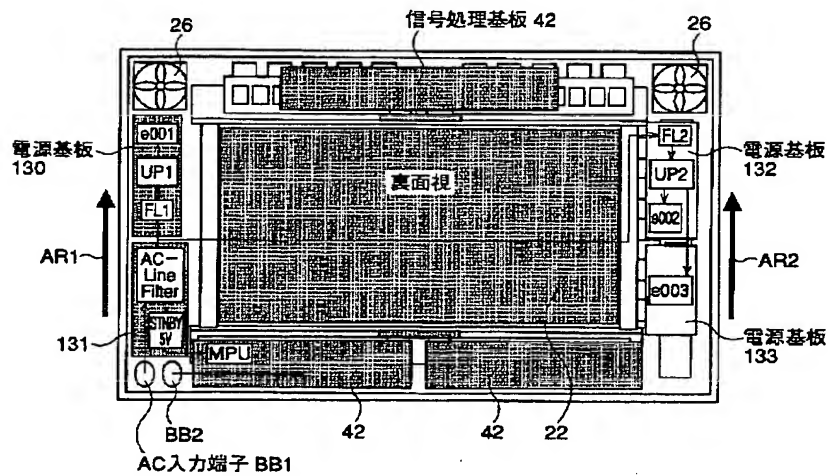 信号処理基板 42
26
26
電源基板
130
e001
UP1
FL1
裏面視
FL2
UP2
e002
電源基板
132
AR1
AC–
Line
Filter
AR2
e003
131
STNBY
5V
MPU
電源基板
133
BB2
42
42
22
AC入力端子 BB1